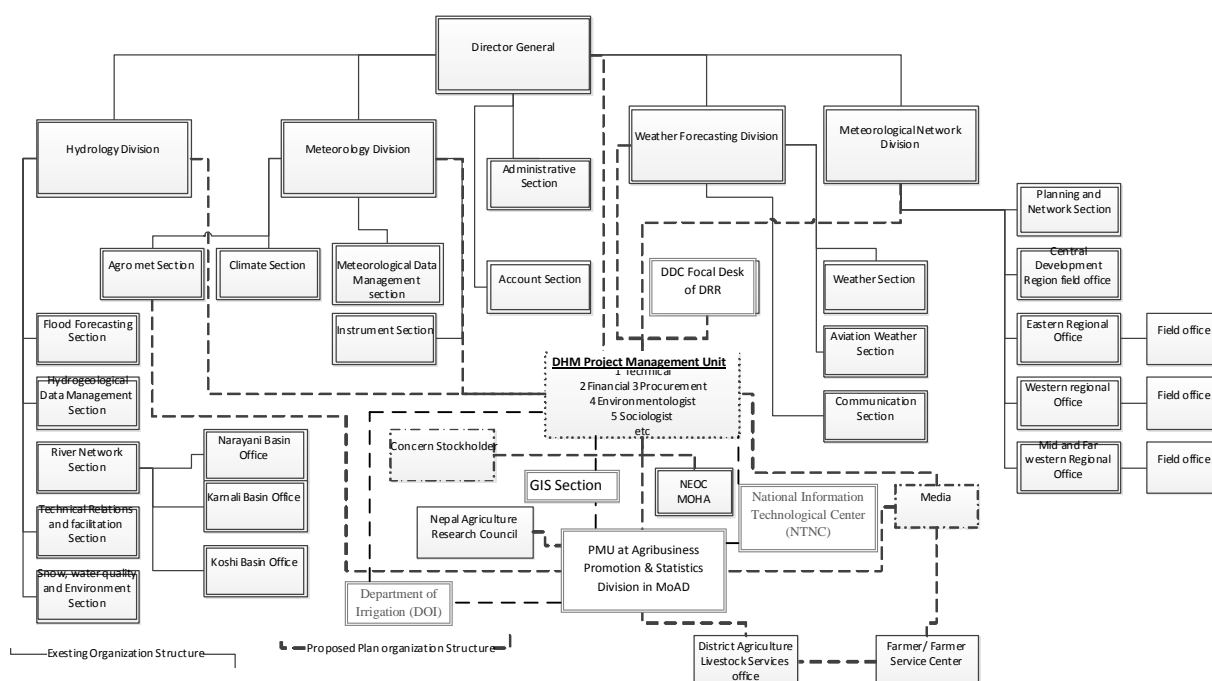 Director General
Hydrology Division
Meteorology Division
Weather Forecasting Division
Meteorological Network
Division
Administrative
Section
Planning and
Network Section
Agro met Section
Climate Section
Meteorological Data
Management
section
Account Section
DDC Focal Desk
of DRR
Weather Section
Central
Development
Region field office
Flood Forecasting
Section
Instrument Section
Aviation Weather
Section
Eastern Regional
Office
Field office
DHM Project Management Unit
1 Technical
2 Financial 3 Procurement
4 Environmentologist
5 Sociologist
etc
Hydrogeological
Data Management
Section
Western regional
Office
Field office
Communication
Section
River Network
Section
Narayani Basin
Office
Concern Stockholder
Mid and Far
western Regional
Office
Field office
GIS Section
NEOC
MOHA
National Information
Technological Center
(NTNC)
Media
Karnali Basin Office
Technical Relations and facilitation
Section
Nepal Agriculture
Research Council
PMU at Agribusiness
Promotion & Statistics
Division in MoAD
Koshi Basin Office
Snow, water quality
and Environment
Section
Department of
Irrigation (DOI)
Exesting Organization Structure
Proposed Plan organization Structure
District Agriculture
Livestock Services
office
Farmer/ Farmer
Service Center